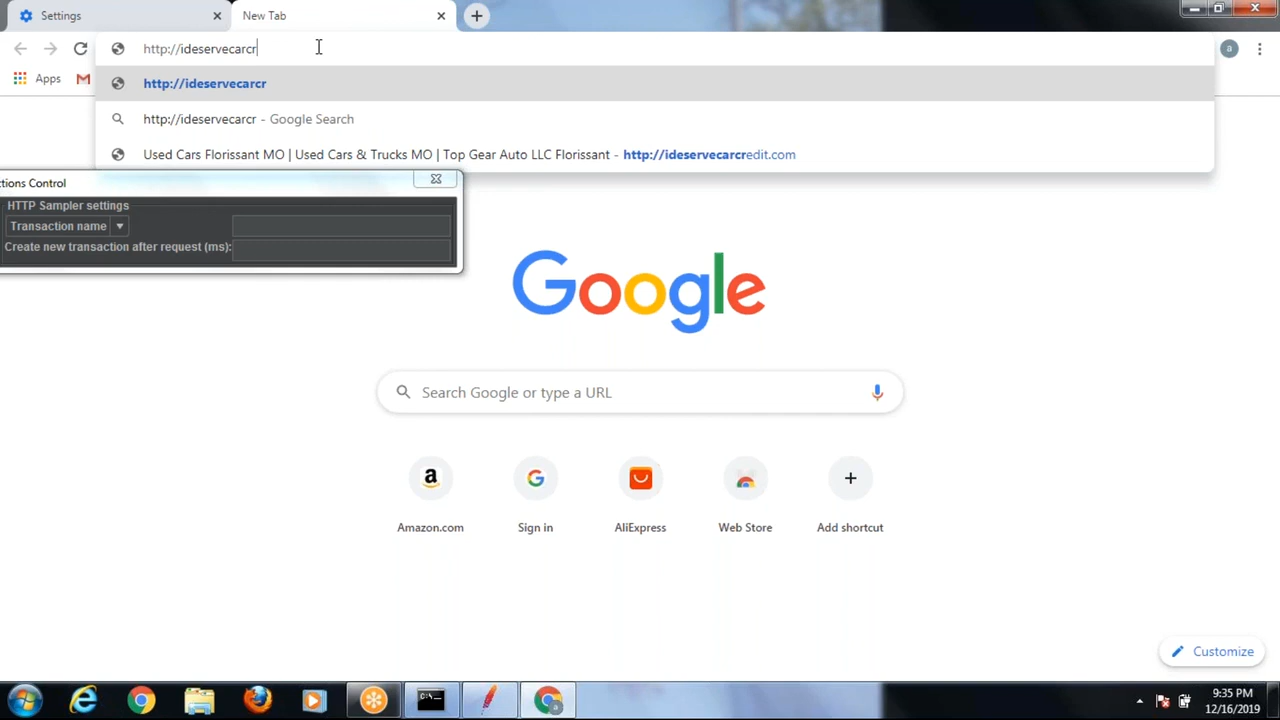 Settings
New Tab
http://ideservecarcr
a
Apps
http://ideservecarcr
http://ideservecarcr - Google Search
Used Cars Florissant MO | Used Cars & Trucks MO | Top Gear Auto LLC Florissant - http://ideservecarcredit.com
tions Control
HTTP Sampler settings
Transaction name
Create new transaction after request (ms):
Google
Search Google or type a URL
Amazon.com
Sign in
AliExpress
Web Store
Add shortcut
Customize
9:35 PM
12/16/2019